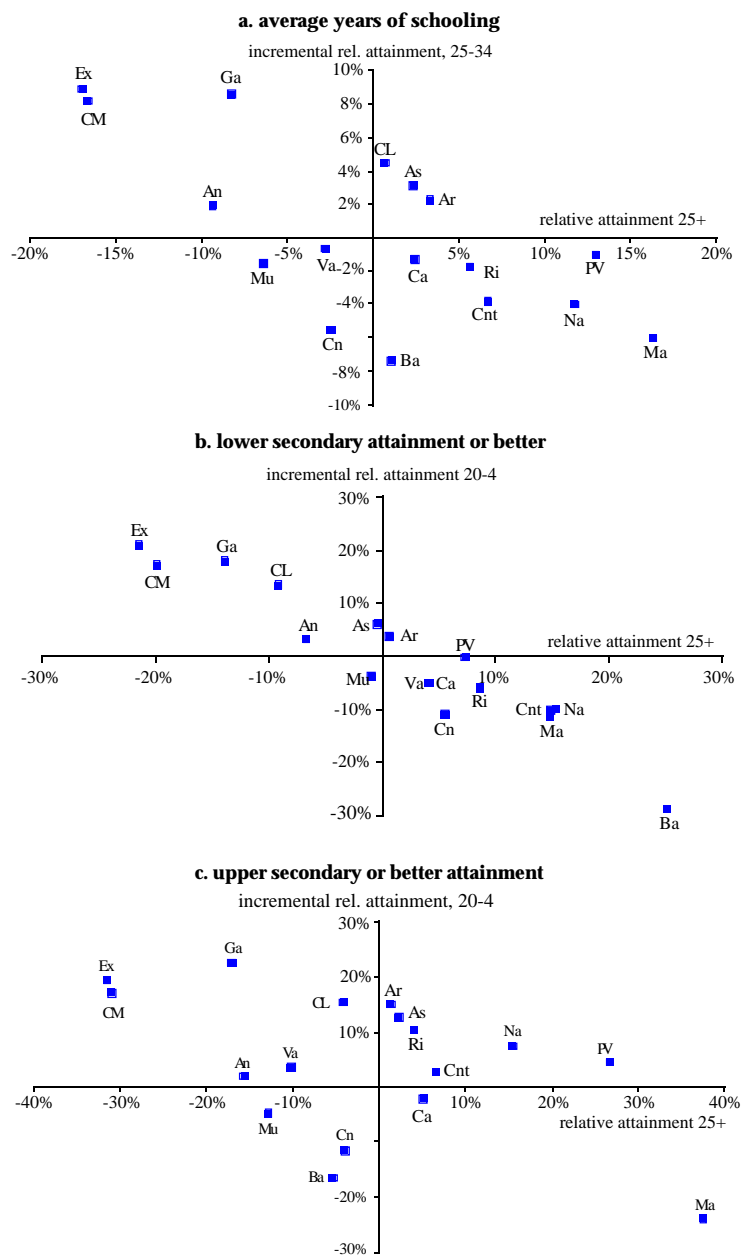 a. average years of schooling
incremental rel. attainment, 25-34
10%
Ex
Ga
8%
CM
6%
CL
4%
As
An
Ar
2%
relative attainment 25+
-20%
-15%
-10%
-5%
5%
10%
15%
20%
Va
-2%
Mu
Ca
Ri
PV
-4%
Cnt
Na
Cn
Ma
Ba
-8%
-10%
b. lower secondary attainment or better
incremental rel. attainment 20-4
30%
Ex
20%
Ga
CM
CL
10%
An
As
Ar
PV
relative attainment 25+
-30%
-20%
-10%
10%
20%
30%
Mu
Va
Ca
Ri
-10%
Cn
Cnt
Na
Ma
-20%
-30%
Ba
c. upper secondary or better attainment
incremental rel. attainment, 20-4
30%
Ga
Ex
20%
CM
CL
Ar
As
10%
Ri
Na
PV
An
Va
Cnt
-40%
-30%
-20%
-10%
10%
20%
30%
40%
Mu
Ca
relative attainment 25+
Cn
Ba
-20%
Ma
-30%